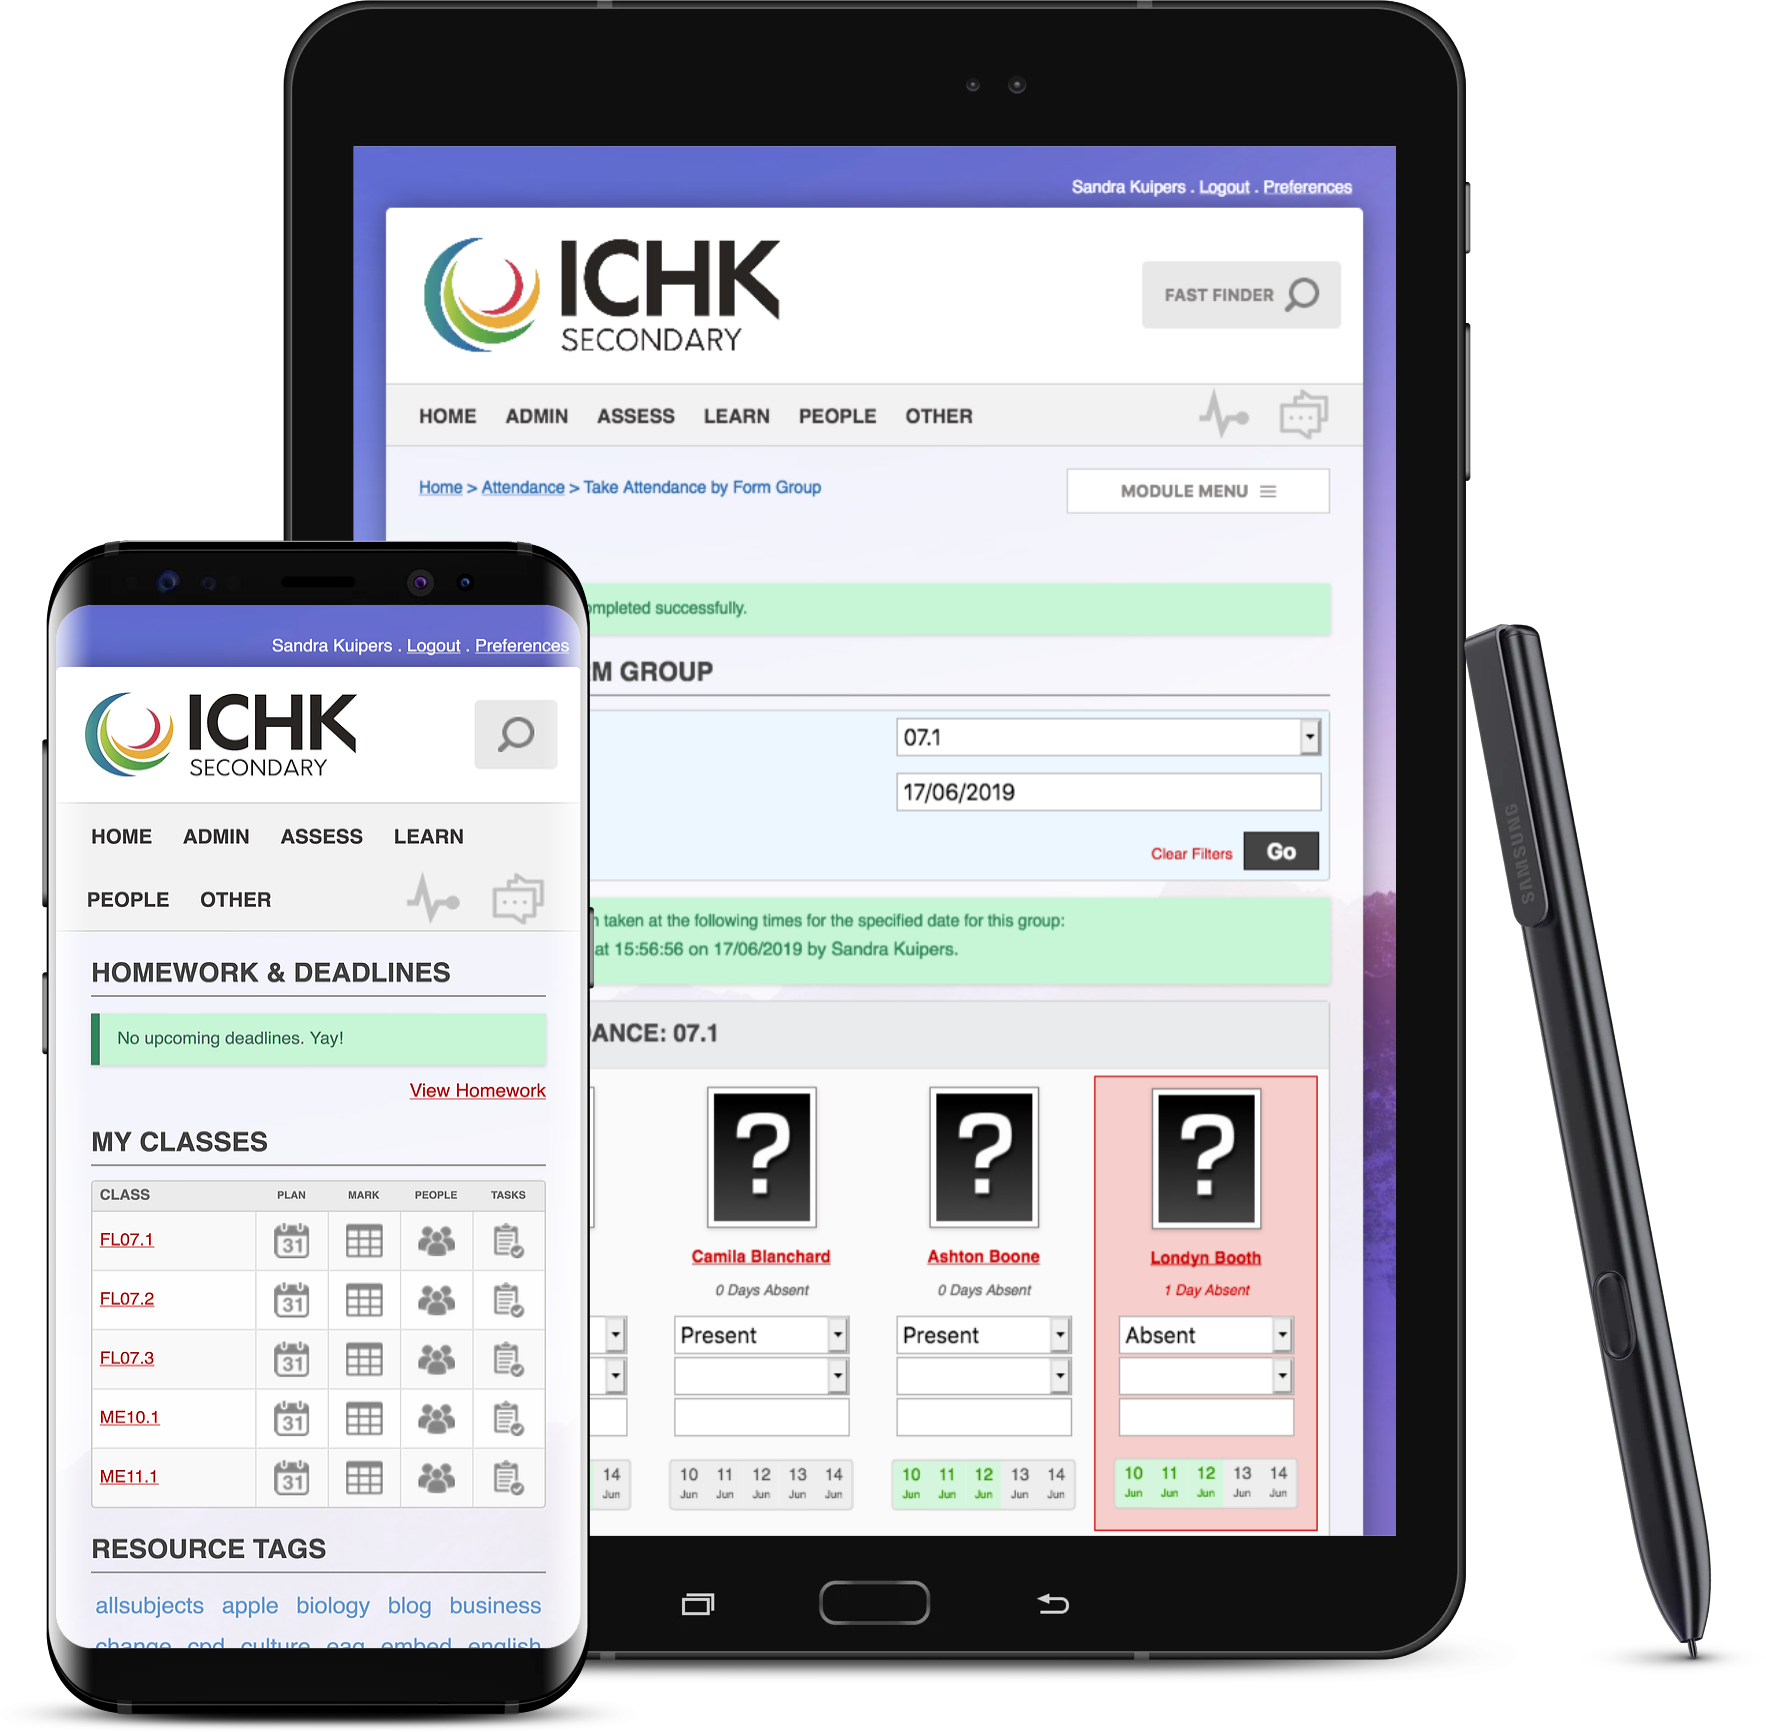 Sandra Kuipers . Logout . Preferences
ICHK
SECONDARY
FAST FINDER
HOME ADMIN ASSESS LEARN PEOPLE OTHER
Home > Attendance > Take Attendance by Form Group
MODULE MENU
completed successfully.
GROUP
07.1
17/06/2019
Clear Filters Go
taken at the following times for the specified date for this group:
at 15:56:56 on 17/06/2019 by Sandra Kuipers.
ANCE: 07.1
? ? ?
Camila Blanchard Ashton Boone Londyn Booth
0 Days Absent 0 Days Absent 1 Day Absent
Present Present Absent
14 10 11 12 13 14 10 11 12 13 14 10 11 12 13 14
Jun Jun Jun Jun Jun Jun Jun Jun Jun Jun Jun Jun Jun Jun Jun Jun
Sandra Kuipers . Logout . Preferences
ICHK
SECONDARY
HOME ADMIN ASSESS LEARN
PEOPLE OTHER
HOMEWORK & DEADLINES
No upcoming deadlines. Yay!
View Homework
MY CLASSES
CLASS PLAN MARK PEOPLE TASKS
FL07.1 31
FL07.2 31
FL07.3 31
ME10.1 31
ME11.1 31
RESOURCE TAGS
allsubjects apple biology blog business
change cpd culture eag embed english
SAMSUNG